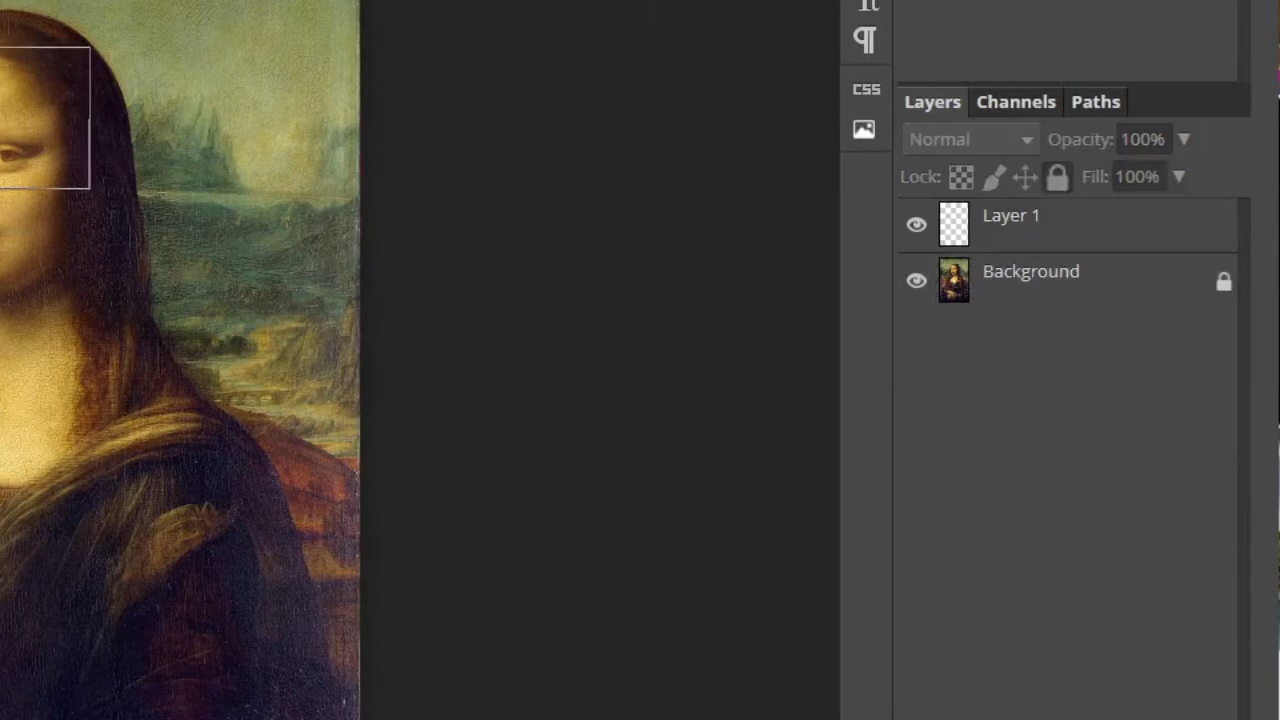 CSS
Layers Channels Paths
Normal Opacity: 100%
Lock: Fill: 100%
Layer 1
Background